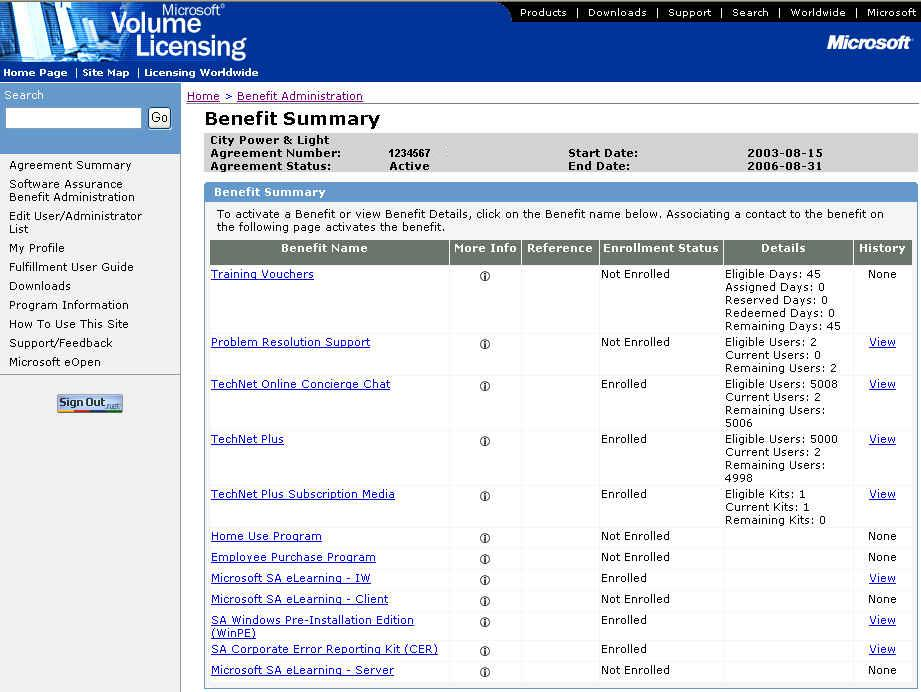 Microsoft®
Volume
Licensing
Products | Downloads | Support | Search | Worldwide | Microsoft
Microsoft
Home Page | Site Map | Licensing Worldwide
Search
Go
Agreement Summary
Software Assurance
Benefit Administration
Edit User/Administrator
List
My Profile
Fulfillment User Guide
Downloads
Program Information
How To Use This Site
Support/Feedback
Microsoft eOpen
Sign Out .net
Home > Benefit Administration
Benefit Summary
City Power & Light
Agreement Number: 1234567 Start Date: 2003-08-15
Agreement Status: Active End Date: 2006-08-31
Benefit Summary
To activate a Benefit or view Benefit Details, click on the Benefit name below. Associating a contact to the benefit on
the following page activates the benefit.
Benefit Name More Info Reference Enrollment Status Details History
Training Vouchers Not Enrolled Eligible Days: 45 None
Assigned Days: 0
Reserved Days: 0
Redeemed Days: 0
Remaining Days: 45
Problem Resolution Support Not Enrolled Eligible Users: 2 View
Current Users: 0
Remaining Users: 2
TechNet Online Concierge Chat Enrolled Eligible Users: 5008 View
Current Users: 2
Remaining Users:
5006
TechNet Plus Enrolled Eligible Users: 5000 View
Current Users: 2
Remaining Users:
4998
TechNet Plus Subscription Media Enrolled Eligible Kits: 1 View
Current Kits: 1
Remaining Kits: 0
Home Use Program Not Enrolled None
Employee Purchase Program Not Enrolled None
Microsoft SA eLearning - IW Enrolled View
Microsoft SA eLearning - Client Not Enrolled None
SA Windows Pre-Installation Edition Enrolled View
(WinPE)
SA Corporate Error Reporting Kit (CER) Enrolled View
Microsoft SA eLearning - Server Not Enrolled None